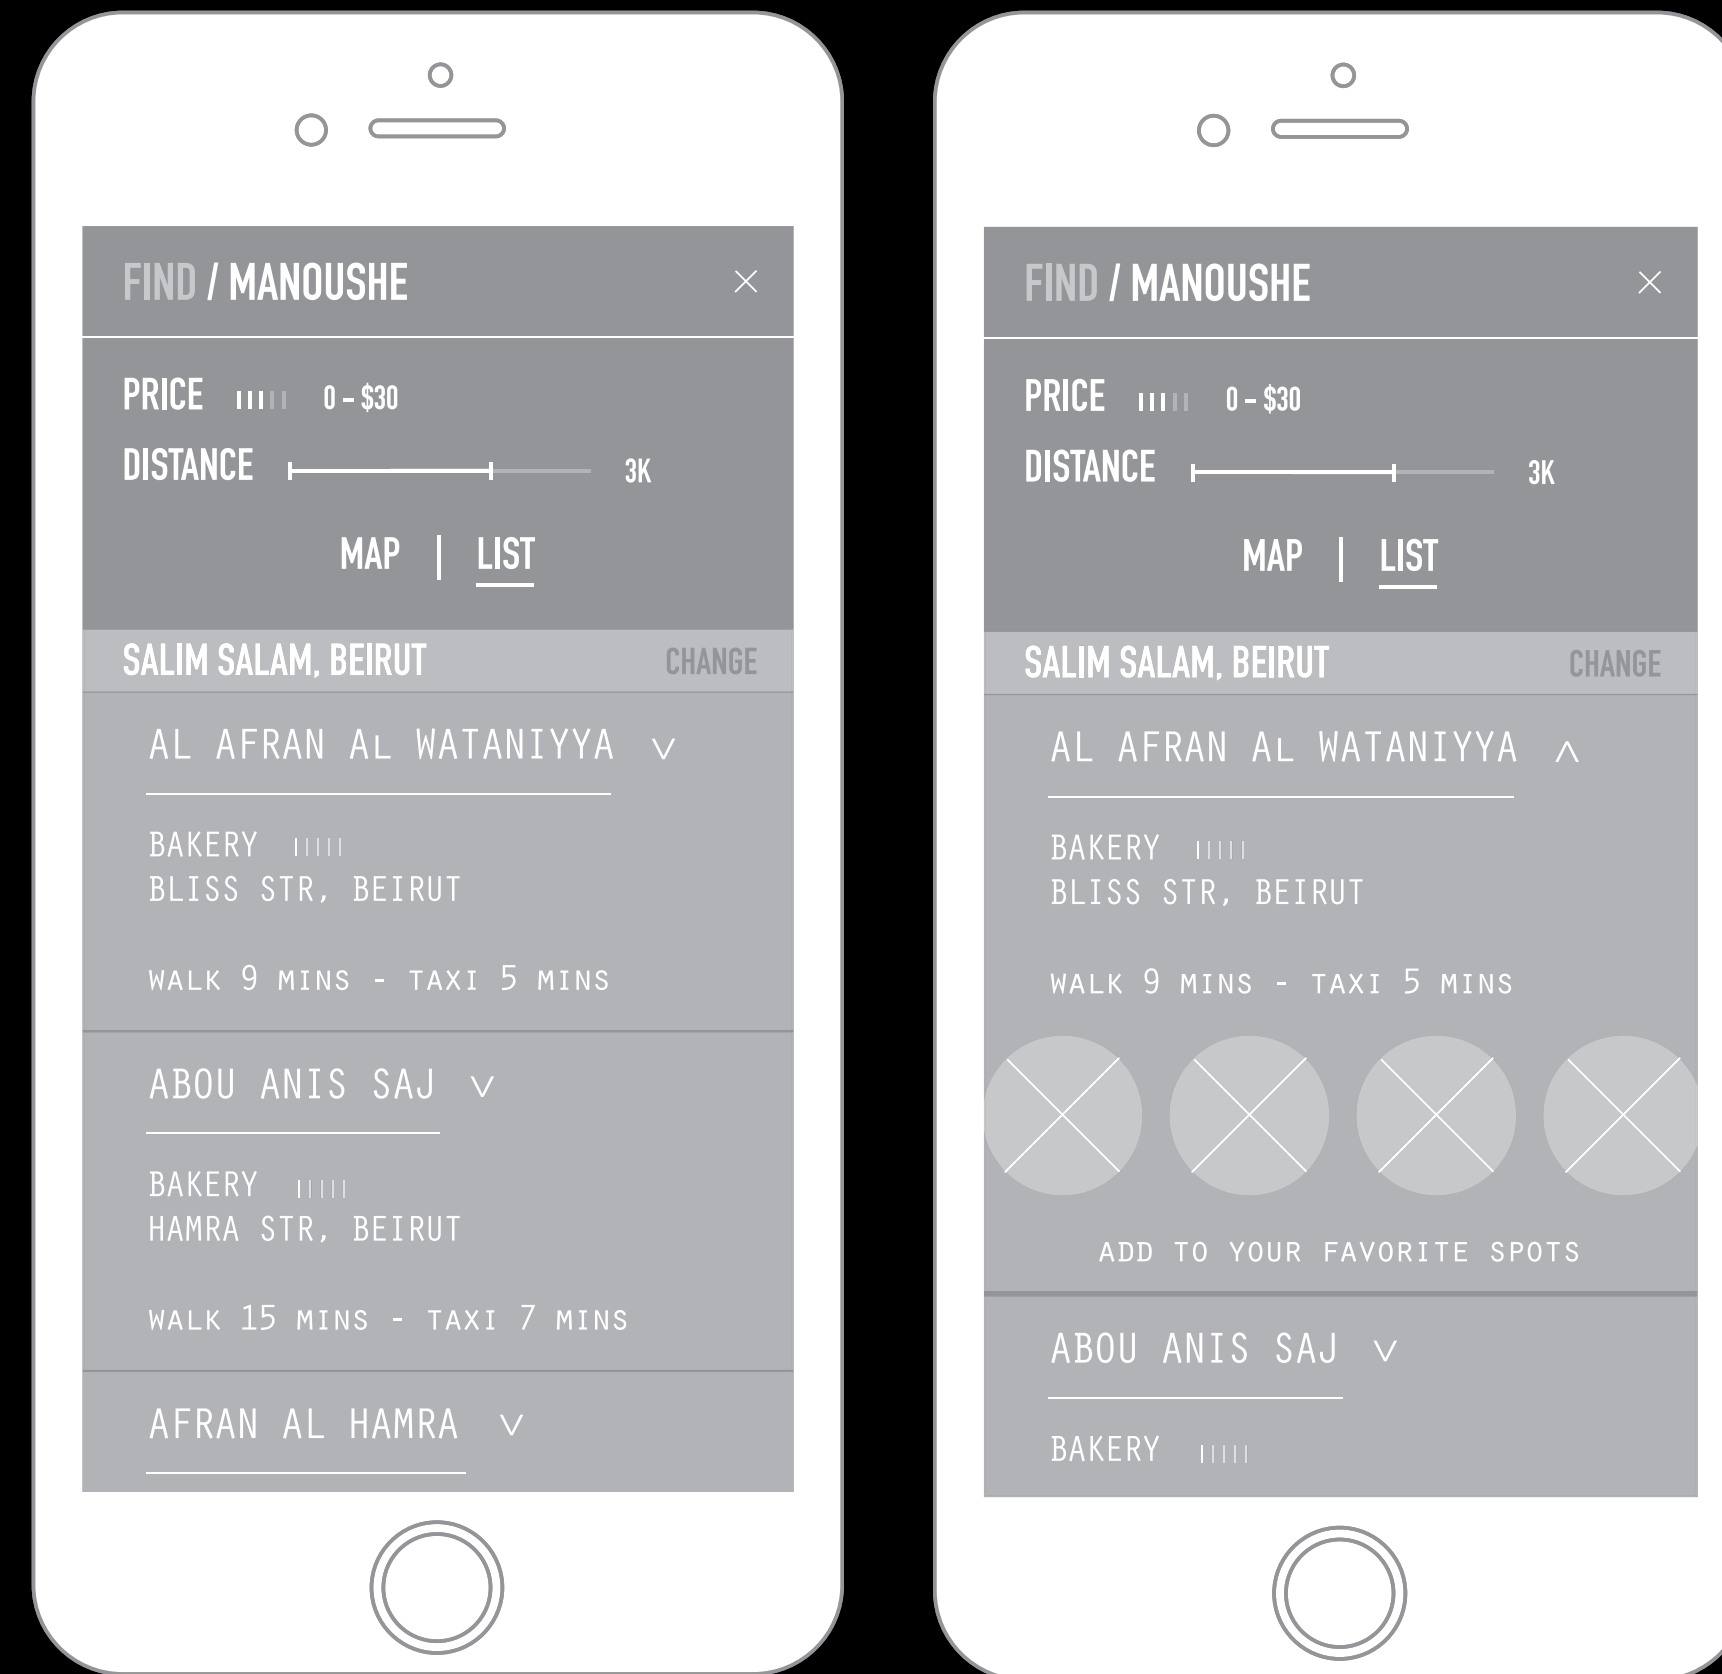 FIND / MANOUSHE
PRICE 0 – $30
DISTANCE 3K
MAP | LIST
SALIM SALAM, BEIRUT CHANGE
AL AFRAN AL WATANIYYA
BAKERY
BLISS STR, BEIRUT
WALK 9 MINS - TAXI 5 MINS
ABOU ANIS SAJ
BAKERY
HAMRA STR, BEIRUT
WALK 15 MINS - TAXI 7 MINS
AFRAN AL HAMRA
FIND / MANOUSHE
PRICE 0 – $30
DISTANCE 3K
MAP | LIST
SALIM SALAM, BEIRUT CHANGE
AL AFRAN AL WATANIYYA
BAKERY
BLISS STR, BEIRUT
WALK 9 MINS - TAXI 5 MINS
ADD TO YOUR FAVORITE SPOTS
ABOU ANIS SAJ
BAKERY